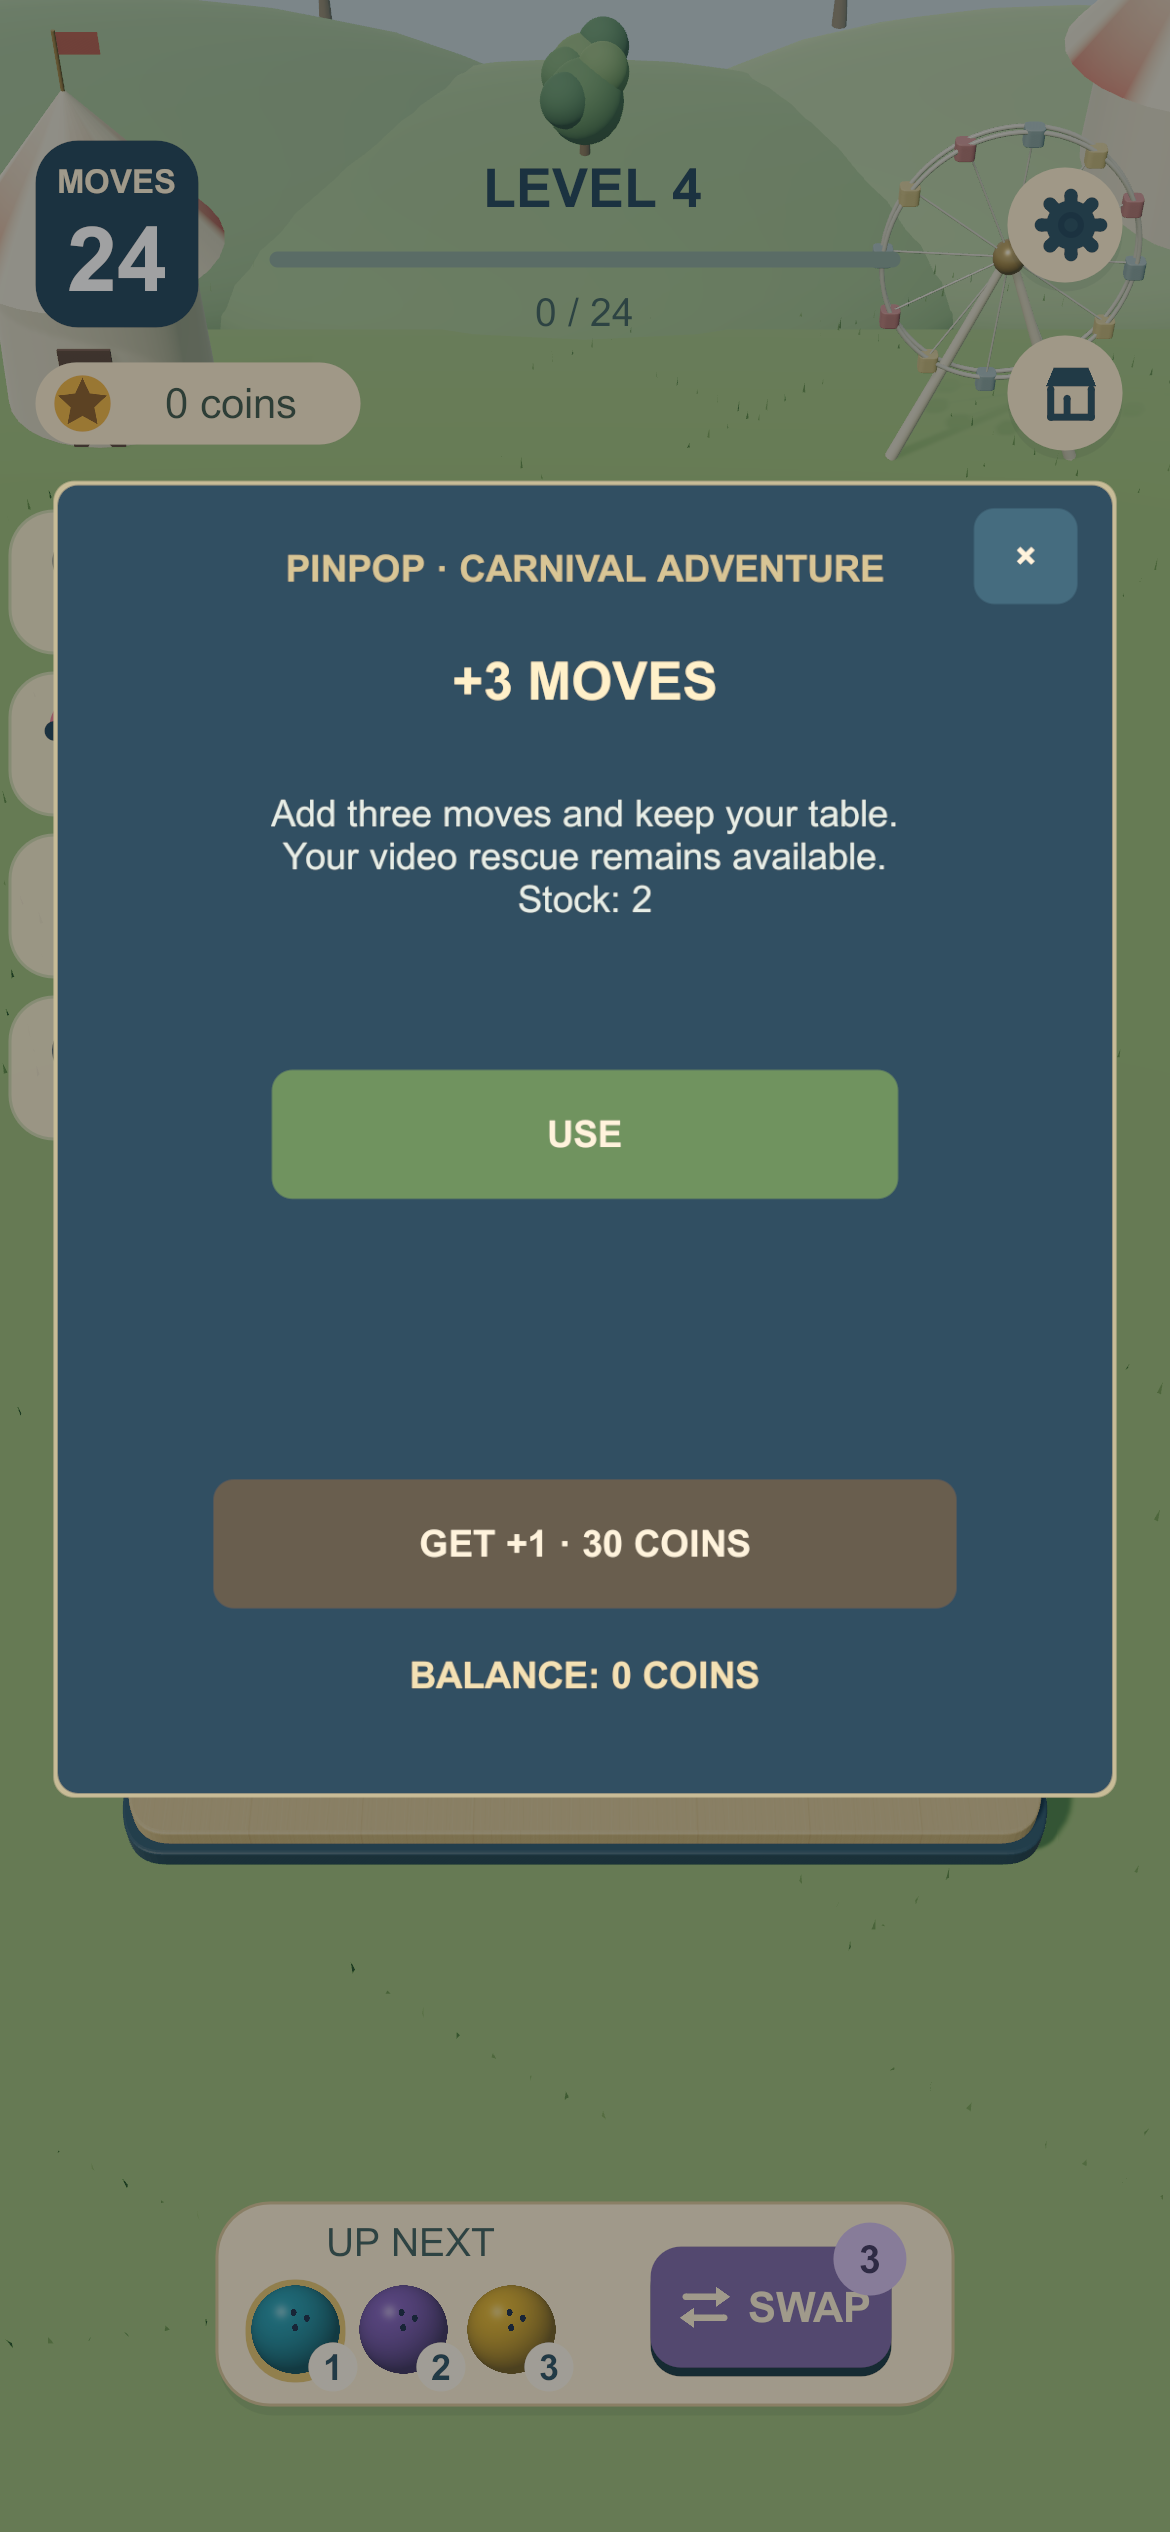 MOVES
24
LEVEL 4
0 / 24
0 coins
PINPOP · CARNIVAL ADVENTURE
×
+3 MOVES
Add three moves and keep your table.
Your video rescue remains available.
Stock: 2
USE
GET +1 · 30 COINS
BALANCE: 0 COINS
UP NEXT
1
2
3
SWAP
3